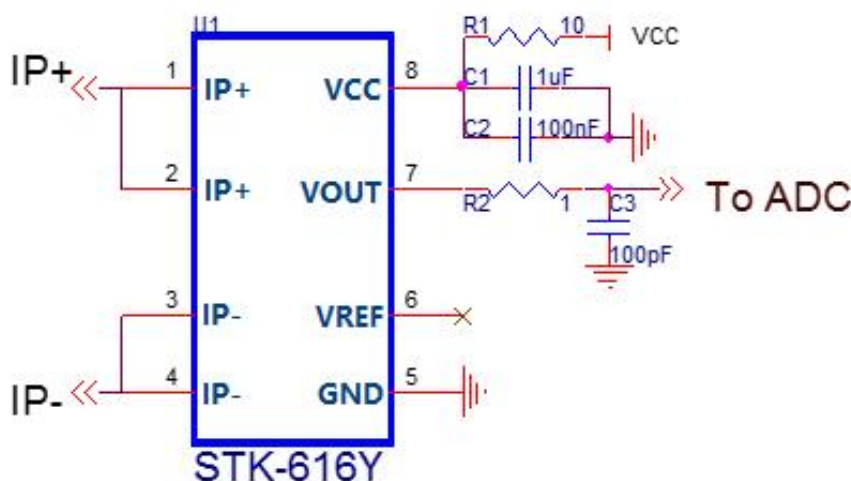 U1
R1 10 VCC
IP+ 1 IP+ VCC 8 C1 1uF
C2 100nF
2 IP+ VOUT 7 R2 1 C3 To ADC
100pF
3 IP- VREF 6
IP- 4 IP- GND 5
STK-616Y